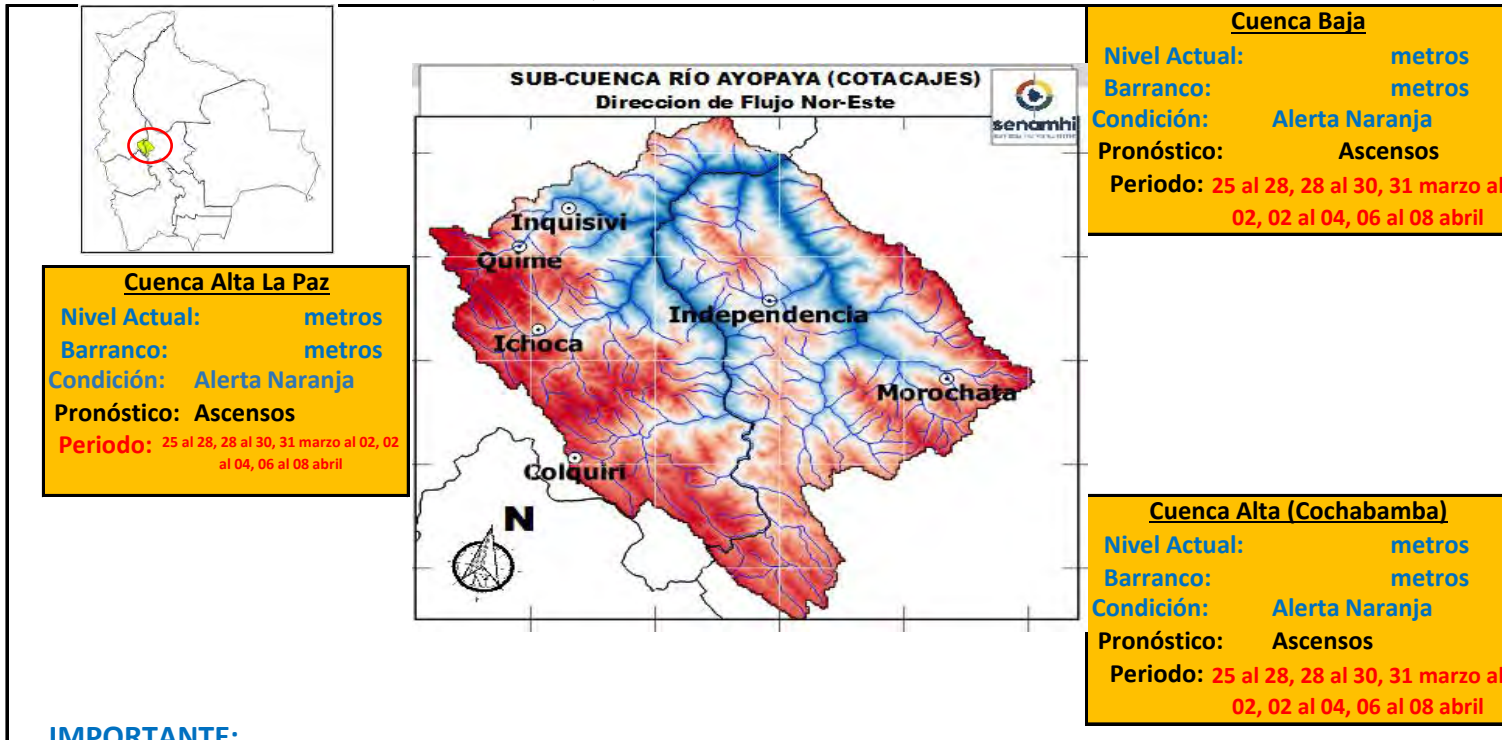 SUB-CUENCA RÍO AYOPAYA (COTACAJES)
Direccion de Flujo Nor-Este
senamhi
Inquisivi
Quime
Independencia
Ichoca
Morochata
Colquiri
N
Cuenca Alta La Paz
Nivel Actual: metros
Barranco: metros
Condición: Alerta Naranja
Pronóstico: Ascensos
Periodo: 25 al 28, 28 al 30, 31 marzo al 02, 02
al 04, 06 al 08 abril
Cuenca Baja
Nivel Actual: metros
Barranco: metros
Condición: Alerta Naranja
Pronóstico: Ascensos
Periodo: 25 al 28, 28 al 30, 31 marzo al
02, 02 al 04, 06 al 08 abril
Cuenca Alta (Cochabamba)
Nivel Actual: metros
Barranco: metros
Condición: Alerta Naranja
Pronóstico: Ascensos
Periodo: 25 al 28, 28 al 30, 31 marzo al
02, 02 al 04, 06 al 08 abril
IMPORTANTE: